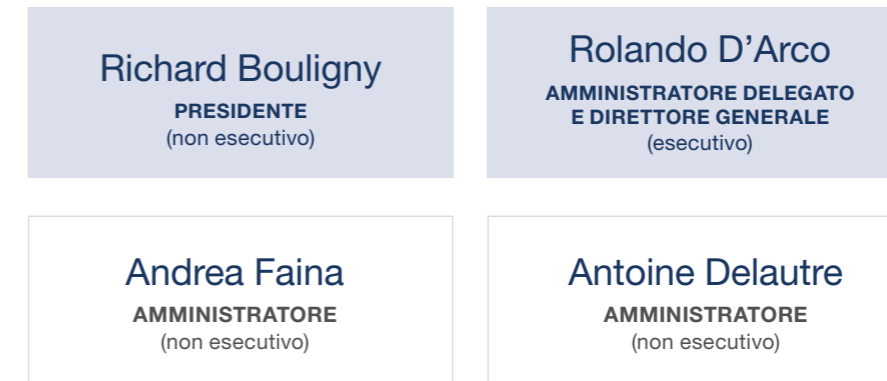 Richard Bouligny
PRESIDENTE
(non esecutivo)
Rolando D’Arco
AMMINISTRATORE DELEGATO
E DIRETTORE GENERALE
(esecutivo)
Andrea Faina
AMMINISTRATORE
(non esecutivo)
Antoine Delautre
AMMINISTRATORE
(non esecutivo)